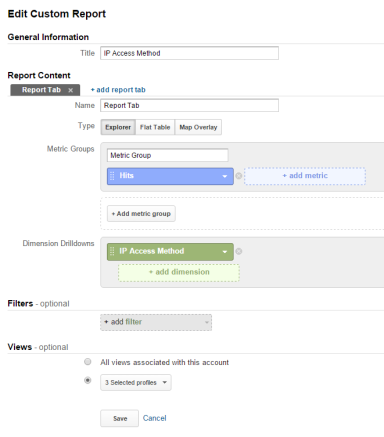 Edit Custom Report
General Information
Title IP Access Method
Report Content
Report Tab × + add report tab
Name Report Tab
Type Explorer Flat Table Map Overlay
Metric Groups
Metric Group
Hits + add metric
+ Add metric group
Dimension Drilldowns IP Access Method
+ add dimension
Filters - optional
+ add filter
Views - optional
All views associated with this account
3 Selected profiles
Save Cancel